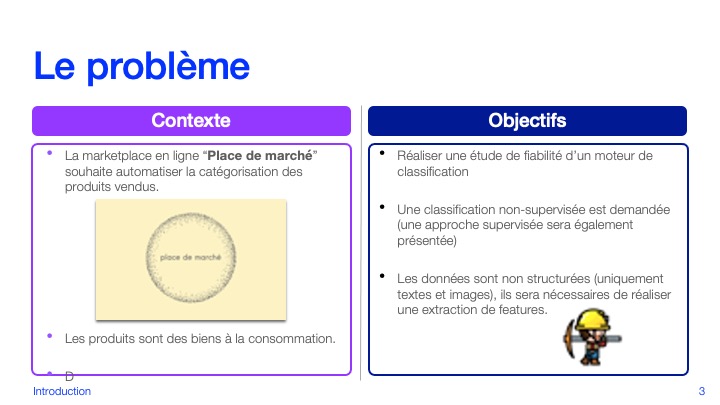 Le problème
Contexte
La marketplace en ligne “Place de marché”
souhaite automatiser la catégorisation des
produits vendus.
place de marché
Les produits sont des biens à la consommation.
D
Objectifs
Réaliser une étude de fiabilité d’un moteur de
classification
Une classification non-supervisée est demandée
(une approche supervisée sera également
présentée)
Les données sont non structurées (uniquement
textes et images), ils sera nécessaires de réaliser
une extraction de features.
Introduction
3